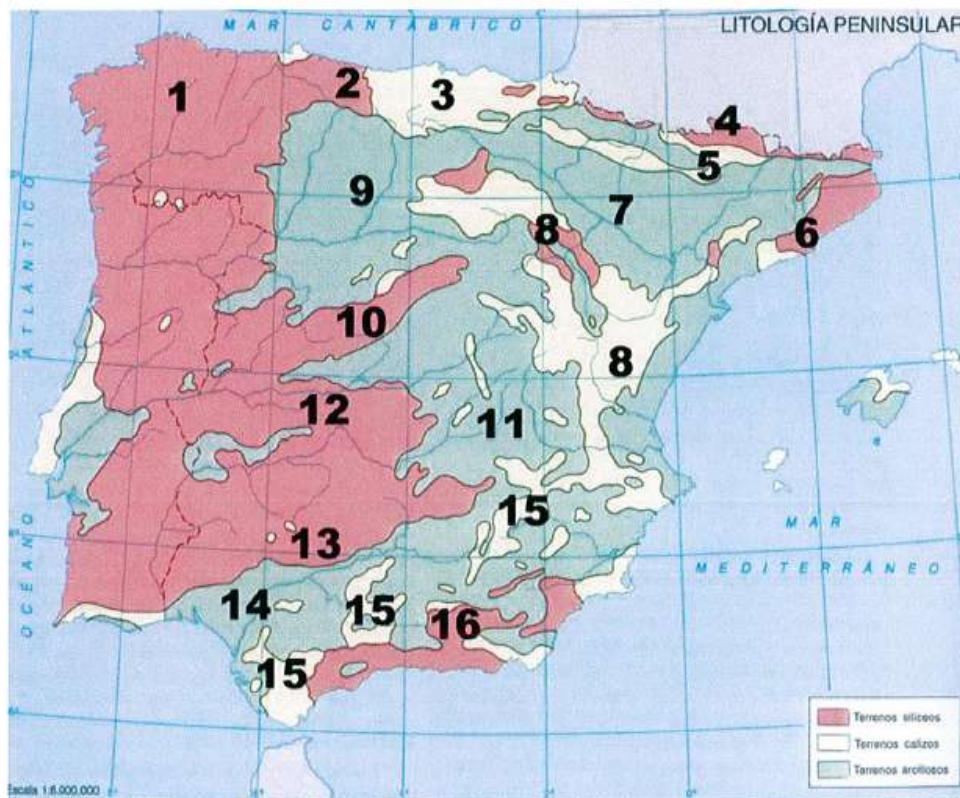 LITOLOGÍA PENINSULAR
MAR CANTÁBRICO
1
2
3
4
5
9
7
8
6
10
8
12
11
15
13
14
15
16
15
OCÉANO ATLÁNTICO
MAR
MEDITERRÁNEO
Terrenos silíceos
Terrenos calizos
Terrenos arcillosos
Escala 1:6.000.000